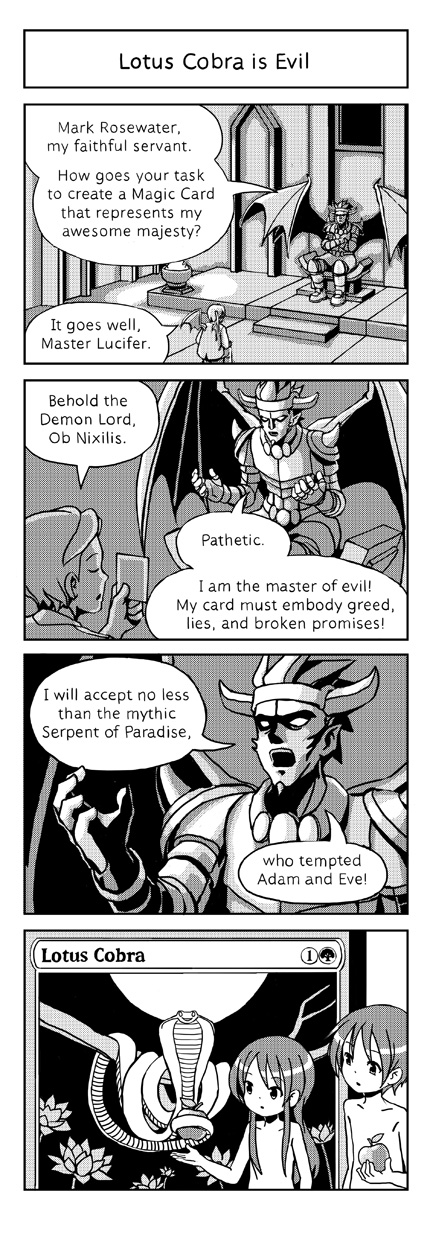 Lotus Cobra is Evil
Mark Rosewater,
my faithful servant.
How goes your task
to create a Magic Card
that represents my
awesome majesty?
It goes well,
Master Lucifer.
Behold the
Demon Lord,
Ob Nixilis.
Pathetic.
I am the master of evil!
My card must embody greed,
lies, and broken promises!
I will accept no less
than the mythic
Serpent of Paradise,
who tempted
Adam and Eve!
Lotus Cobra 1